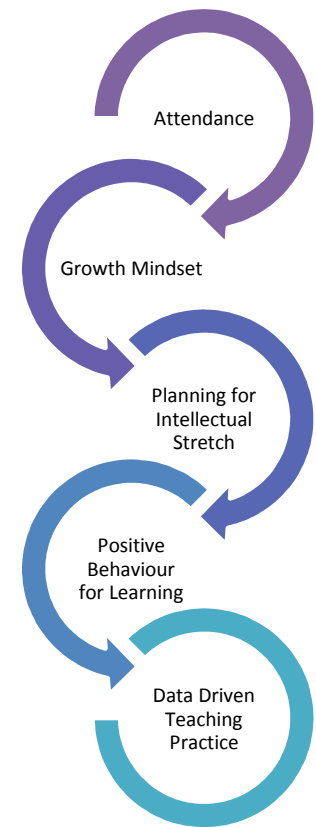 Attendance
Growth Mindset
Planning for
Intellectual
Stretch
Positive
Behaviour
for Learning
Data Driven
Teaching
Practice